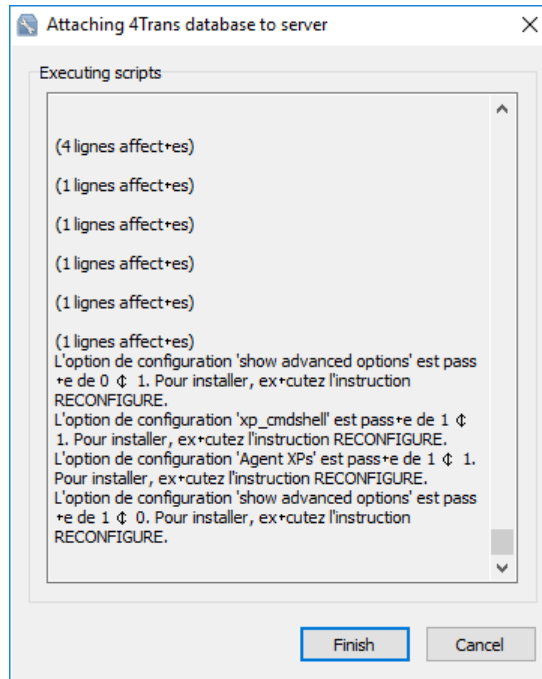 Attaching 4Trans database to server
Executing scripts
(4 lignes affect+es)
(1 lignes affect+es)
(1 lignes affect+es)
(1 lignes affect+es)
(1 lignes affect+es)
(1 lignes affect+es)
L'option de configuration 'show advanced options' est pass
+e de 0 ¢ 1. Pour installer, ex+cutez l'instruction
RECONFIGURE.
L'option de configuration 'xp_cmdshell' est pass+e de 1 ¢
1. Pour installer, ex+cutez l'instruction RECONFIGURE.
L'option de configuration 'Agent XPs' est pass+e de 1 ¢ 1.
Pour installer, ex+cutez l'instruction RECONFIGURE.
L'option de configuration 'show advanced options' est pass
+e de 1 ¢ 0. Pour installer, ex+cutez l'instruction
RECONFIGURE.
Finish
Cancel